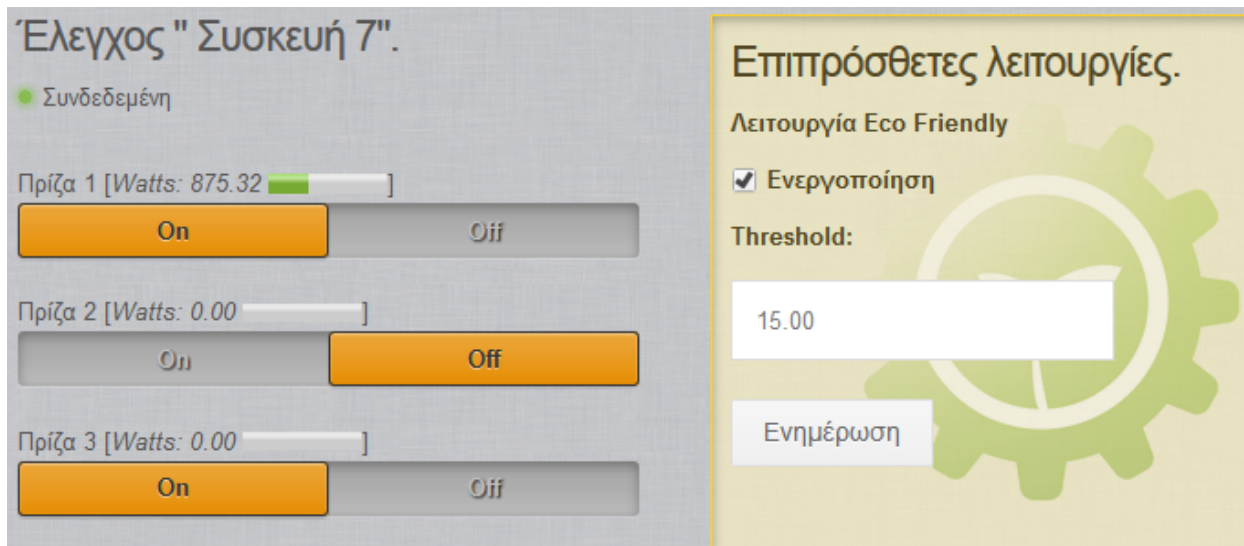 Έλεγχος " Συσκευή 7".
Συνδεδεμένη
Πρίζα 1 [Watts: 875.32 ]
On Off
Πρίζα 2 [Watts: 0.00 ]
On Off
Πρίζα 3 [Watts: 0.00 ]
On Off
Επιπρόσθετες λειτουργίες.
Λειτουργία Eco Friendly
Ενεργοποίηση
Threshold:
15.00
Ενημέρωση